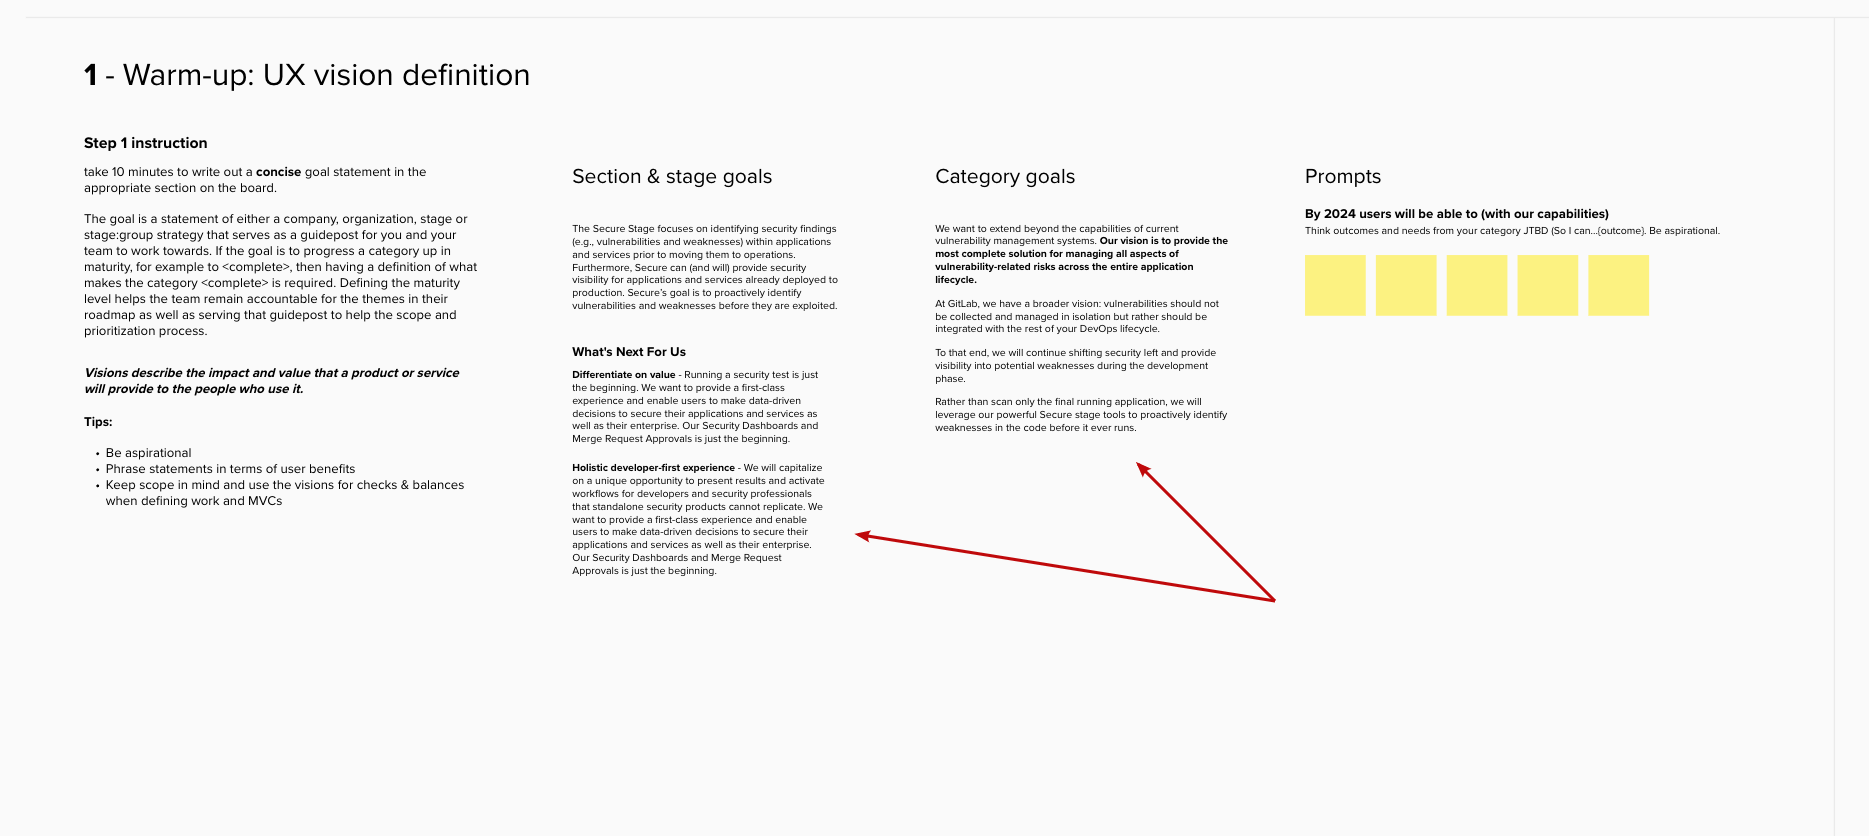 1 - Warm-up: UX vision definition
Step 1 instruction
take 10 minutes to write out a concise goal statement in the
appropriate section on the board.
The goal is a statement of either a company, organization, stage or
stage:group strategy that serves as a guidepost for you and your
team to work towards. If the goal is to progress a category up in
maturity, for example to <complete>, then having a definition of what
makes the category <complete> is required. Defining the maturity
level helps the team remain accountable for the themes in their
roadmap as well as serving that guidepost to help the scope and
prioritization process.
Visions describe the impact and value that a product or service
will provide to the people who use it.
Tips:
• Be aspirational
• Phrase statements in terms of user benefits
• Keep scope in mind and use the visions for checks & balances
when defining work and MVCs
Section & stage goals
The Secure Stage focuses on identifying security findings
(e.g., vulnerabilities and weaknesses) within applications
and services prior to moving them to operations.
Furthermore, Secure can (and will) provide security
visibility for applications and services already deployed to
production. Secure's goal is to proactively identify
vulnerabilities and weaknesses before they are exploited.
What's Next For Us
Differentiate on value - Running a security test is just
the beginning. We want to provide a first-class
experience and enable users to make data-driven
decisions to secure their applications and services as
well as their enterprise. Our Security Dashboards and
Merge Request Approvals is just the beginning.
Holistic developer-first experience - We will capitalize
on a unique opportunity to present results and activate
workflows for developers and security professionals
that standalone security products cannot replicate. We
want to provide a first-class experience and enable
users to make data-driven decisions to secure their
applications and services as well as their enterprise.
Our Security Dashboards and Merge Request
Approvals is just the beginning.
Category goals
We want to extend beyond the capabilities of current
vulnerability management systems. Our vision is to provide the
most complete solution for managing all aspects of
vulnerability-related risks across the entire application
lifecycle.
At GitLab, we have a broader vision: vulnerabilities should not
be collected and managed in isolation but rather should be
integrated with the rest of your DevOps lifecycle.
To that end, we will continue shifting security left and provide
visibility into potential weaknesses during the development
phase.
Rather than scan only the final running application, we will
leverage our powerful Secure stage tools to proactively identify
weaknesses in the code before it ever runs.
Prompts
By 2024 users will be able to (with our capabilities)
Think outcomes and needs from your category JTBD (So I can...{outcome}. Be aspirational.